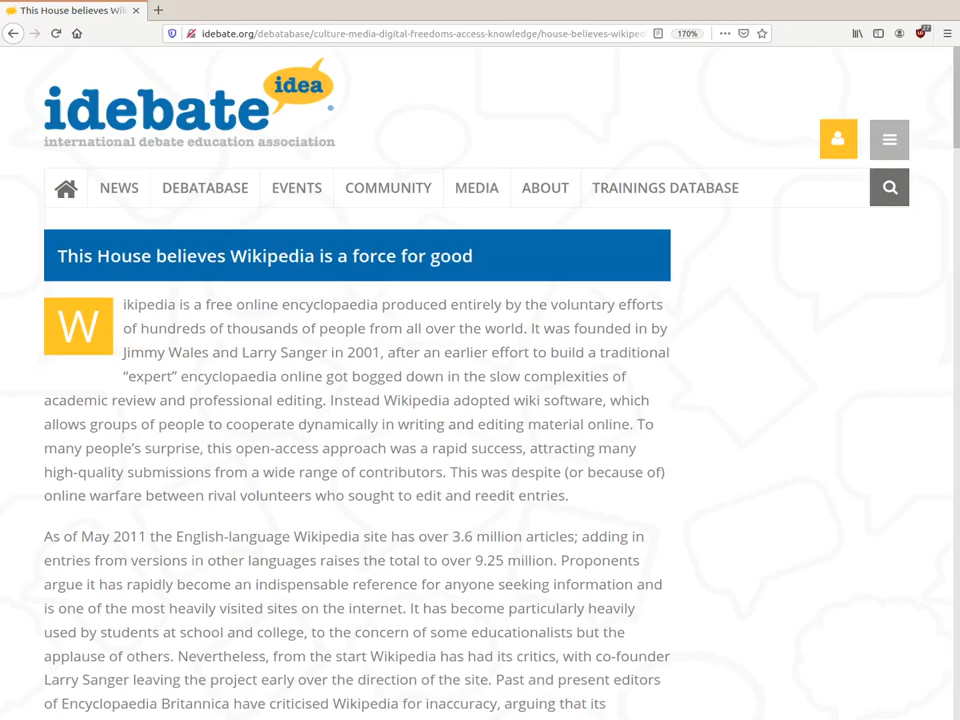 This House believes Wik
idebate.org/debatabase/culture-media-digital-freedoms-access-knowledge/house-believes-wikiped
170%
27
idebate idea
international debate education association
NEWS DEBATABASE EVENTS COMMUNITY MEDIA ABOUT TRAININGS DATABASE
This House believes Wikipedia is a force for good
Wikipedia is a free online encyclopaedia produced entirely by the voluntary efforts
of hundreds of thousands of people from all over the world. It was founded in by
Jimmy Wales and Larry Sanger in 2001, after an earlier effort to build a traditional
“expert” encyclopaedia online got bogged down in the slow complexities of
academic review and professional editing. Instead Wikipedia adopted wiki software, which
allows groups of people to cooperate dynamically in writing and editing material online. To
many people’s surprise, this open-access approach was a rapid success, attracting many
high-quality submissions from a wide range of contributors. This was despite (or because of)
online warfare between rival volunteers who sought to edit and reedit entries.
As of May 2011 the English-language Wikipedia site has over 3.6 million articles; adding in
entries from versions in other languages raises the total to over 9.25 million. Proponents
argue it has rapidly become an indispensable reference for anyone seeking information and
is one of the most heavily visited sites on the internet. It has become particularly heavily
used by students at school and college, to the concern of some educationalists but the
applause of others. Nevertheless, from the start Wikipedia has had its critics, with co-founder
Larry Sanger leaving the project early over the direction of the site. Past and present editors
of Encyclopaedia Britannica have criticised Wikipedia for inaccuracy, arguing that its